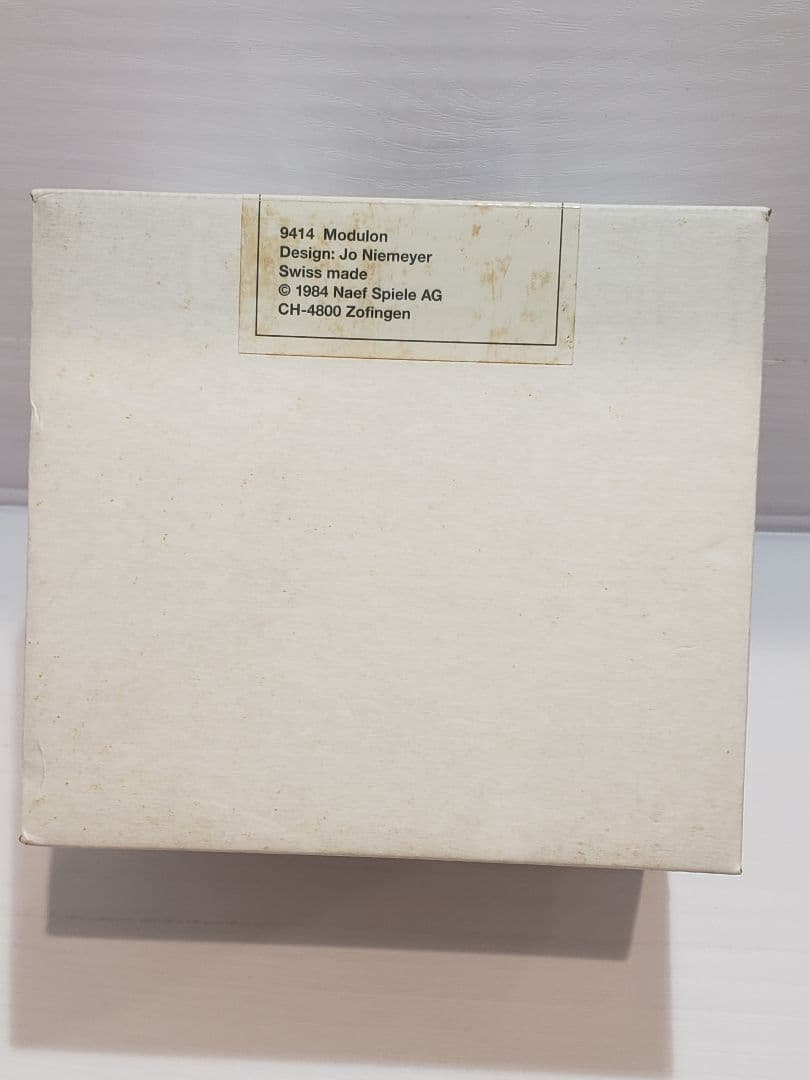 9414 Modulon
Design: Jo Niemeyer
Swiss made
© 1984 Naef Spiele AG
CH-4800 Zofingen